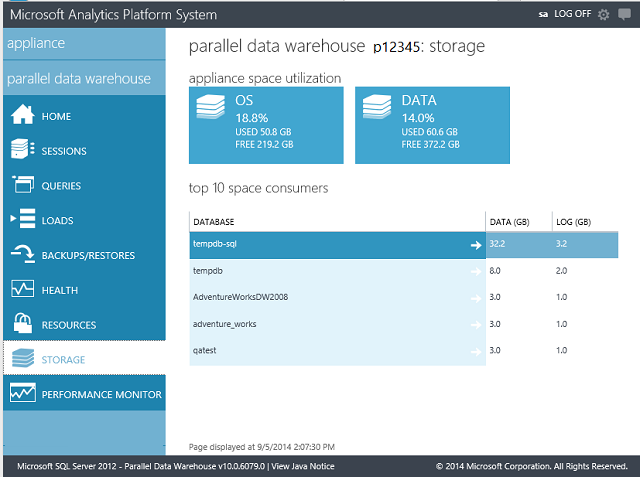 Microsoft Analytics Platform System sa LOG OFF
appliance
parallel data warehouse
HOME
SESSIONS
QUERIES
LOADS
BACKUPS/RESTORES
HEALTH
RESOURCES
STORAGE
PERFORMANCE MONITOR
parallel data warehouse p12345: storage
appliance space utilization
OS
18.8%
USED 50.8 GB
FREE 219.2 GB
DATA
14.0%
USED 60.6 GB
FREE 372.2 GB
top 10 space consumers
DATABASE DATA (GB) LOG (GB)
tempdb-sql 32.2 3.2
tempdb 8.0 2.0
AdventureWorksDW2008 3.0 1.0
adventure_works 3.0 1.0
qatest 3.0 1.0
Page displayed at 9/5/2014 2:07:30 PM
Microsoft SQL Server 2012 - Parallel Data Warehouse v10.0.6079.0 | View Java Notice © 2014 Microsoft Corporation. All Rights Reserved.